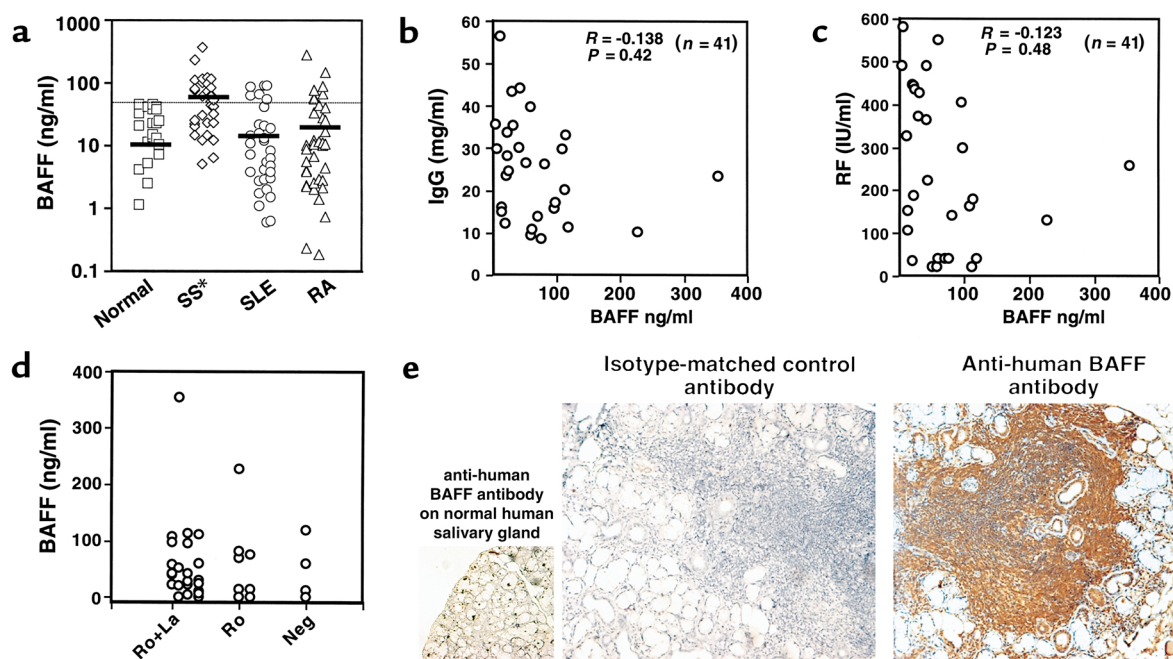 a
1000
100
10
1
0.1
BAFF (ng/ml)
Normal
SS*
SLE
RA
b
60
50
40
30
20
10
0
IgG (mg/ml)
R = -0.138
P = 0.42
(n = 41)
100
200
300
400
BAFF ng/ml
c
600
500
400
300
200
100
0
RF (IU/ml)
R = -0.123
P = 0.48
(n = 41)
100
200
300
400
BAFF ng/ml
d
400
300
200
100
0
BAFF (ng/ml)
Ro+La
Ro
Neg
e
anti-human
BAFF antibody
on normal human
salivary gland
Isotype-matched control
antibody
Anti-human BAFF
antibody